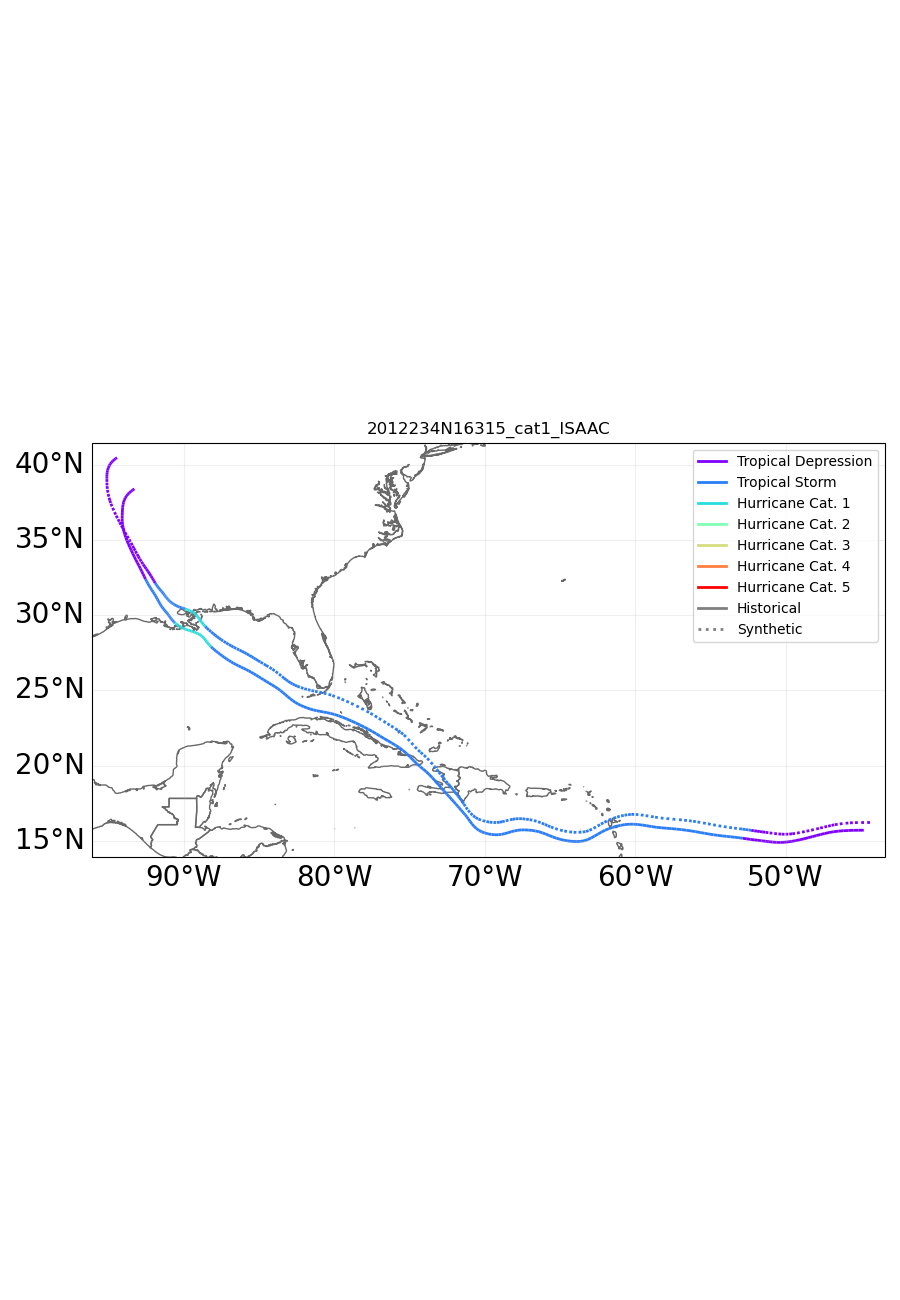 2012234N16315_cat1_ISAAC
40°N
35°N
30°N
25°N
20°N
15°N
90°W
80°W
70°W
60°W
50°W
Tropical Depression
Tropical Storm
Hurricane Cat. 1
Hurricane Cat. 2
Hurricane Cat. 3
Hurricane Cat. 4
Hurricane Cat. 5
Historical
Synthetic